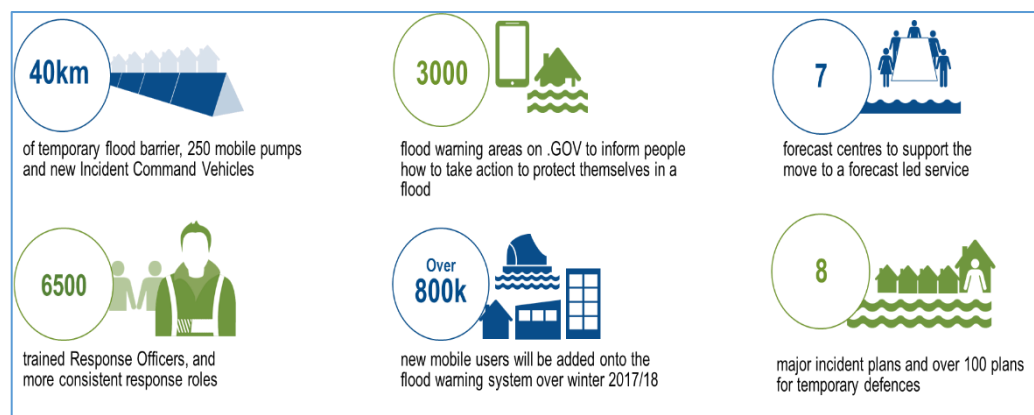 40km
of temporary flood barrier, 250 mobile pumps
and new Incident Command Vehicles
3000
flood warning areas on .GOV to inform people
how to take action to protect themselves in a
flood
7
forecast centres to support the
move to a forecast led service
6500
trained Response Officers, and
more consistent response roles
Over
800k
new mobile users will be added onto the
flood warning system over winter 2017/18
8
major incident plans and over 100 plans
for temporary defences